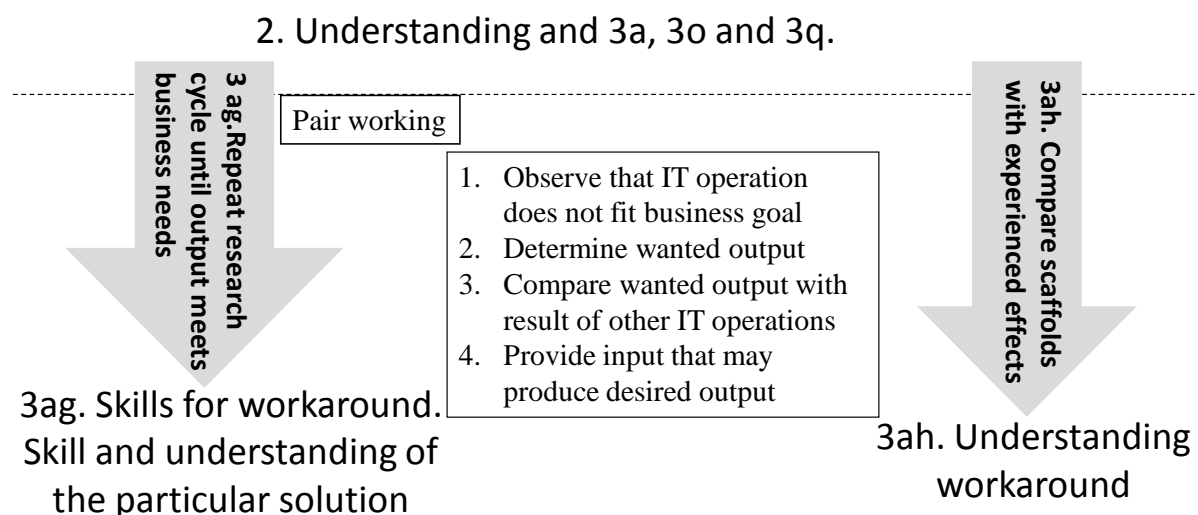 2. Understanding and 3a, 3o and 3q.
3 ag.Repeat research
cycle until output meets
business needs
Pair working
1. Observe that IT operation
does not fit business goal
2. Determine wanted output
3. Compare wanted output with
result of other IT operations
4. Provide input that may
produce desired output
3ah. Compare scaffolds
with experienced effects
3ag. Skills for workaround.
Skill and understanding of
the particular solution
3ah. Understanding
workaround